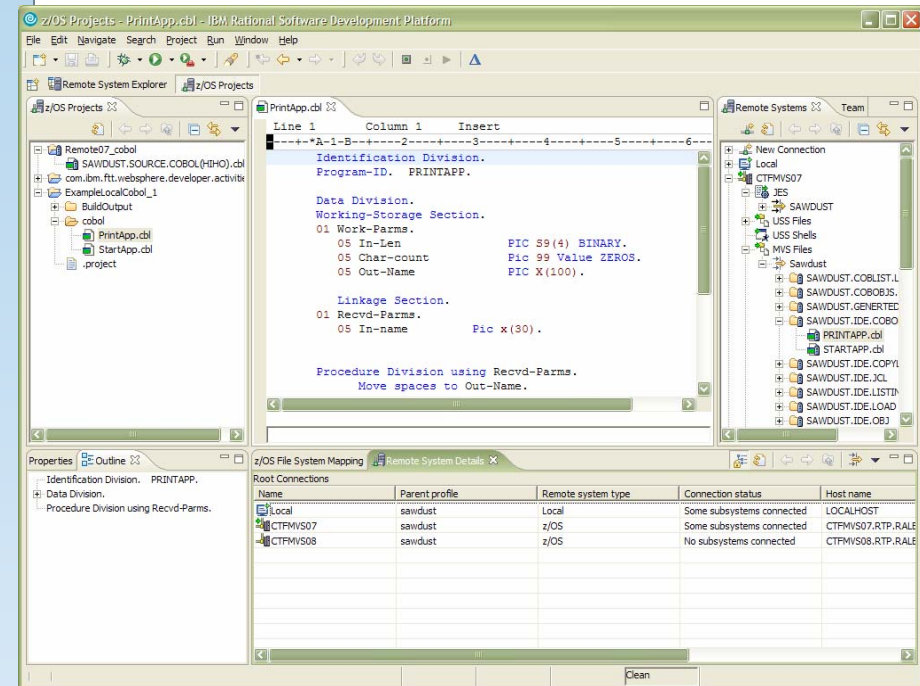 z/OS Projects - PrintApp.cbl - IBM Rational Software Development Platform
File Edit Navigate Search Project Run Window Help
Remote System Explorer z/OS Projects
z/OS Projects
Remote07_cobol
SAWDUST.SOURCE.COBOL(HIHO).cbl
com.ibm.ftt.websphere.developer.activitie
ExampleLocalCobol_1
BuildOutput
cobol
PrintApp.cbl
StartApp.cbl
.project
PrintApp.cbl
Line 1 Column 1 Insert
----+-*A-1-B--+----2----+----3----+----4----+----5----+----6--
Identification Division.
Program-ID. PRINTAPP.
Data Division.
Working-Storage Section.
01 Work-Parms.
05 In-Len PIC S9(4) BINARY.
05 Char-count Pic 99 Value ZEROS.
05 Out-Name PIC X(100).
Linkage Section.
01 Recvd-Parms.
05 In-name Pic x(30).
Procedure Division using Recvd-Parms.
Move spaces to Out-Name.
Remote Systems Team
New Connection
Local
CTFMVS07
JES
SAWDUST
USS Files
USS Shells
MVS Files
Sawdust
SAWDUST.COBLIST.L
SAWDUST.COBOBJS.
SAWDUST.GENERTED
SAWDUST.IDE.COBO
PRINTAPP.cbl
STARTAPP.cbl
SAWDUST.IDE.COPYL
SAWDUST.IDE.JCL
SAWDUST.IDE.LISTIN
SAWDUST.IDE.LOAD
SAWDUST.IDE.OBJ
Properties Outline
Identification Division. PRINTAPP.
Data Division.
Procedure Division using Recvd-Parms.
z/OS File System Mapping Remote System Details
Root Connections
Name Parent profile Remote system type Connection status Host name
Local sawdust Local Some subsystems connected LOCALHOST
CTFMVS07 sawdust z/OS Some subsystems connected CTFMVS07.RTP.RALE
CTFMVS08 sawdust z/OS No subsystems connected CTFMVS08.RTP.RALE
Clean